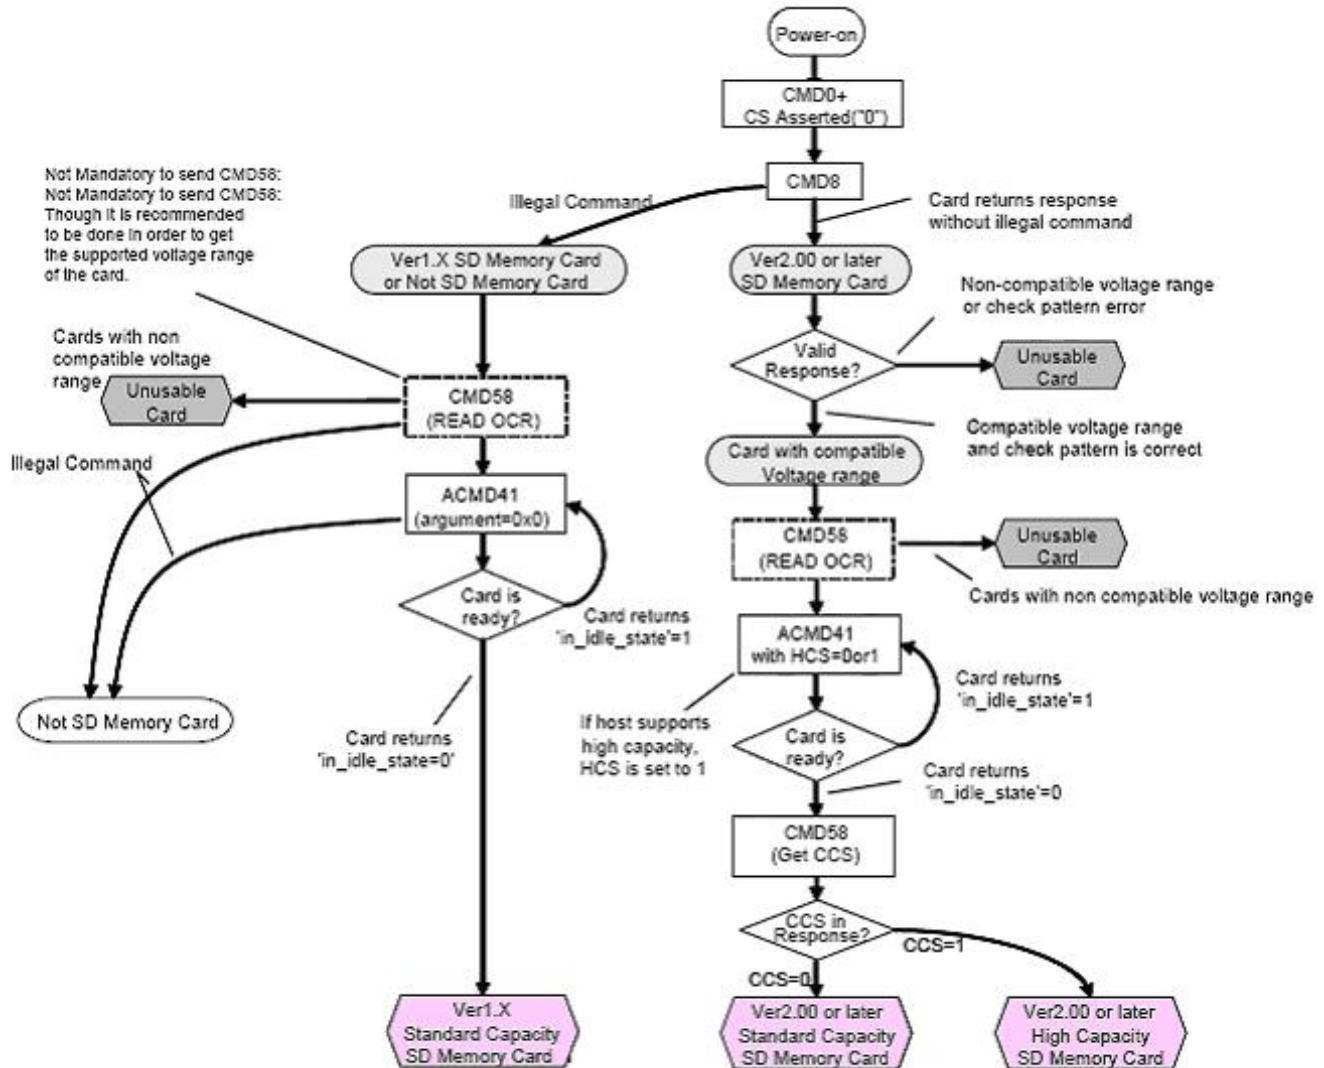 Power-on
CMD0+
CS Asserted("0")
CMD8
Illegal Command
Card returns response
without illegal command
Not Mandatory to send CMD58:
Not Mandatory to send CMD58:
Though it is recommended
to be done in order to get
the supported voltage range
of the card.
Ver1.X SD Memory Card
or Not SD Memory Card
Ver2.00 or later
SD Memory Card
Non-compatible voltage range
or check pattern error
Cards with non
compatible voltage
range
Unusable
Card
CMD58
(READ OCR)
Valid
Response?
Unusable
Card
Compatible voltage range
and check pattern is correct
Illegal Command
Card with compatible
Voltage range
ACMD41
(argument=0x0)
CMD58
(READ OCR)
Unusable
Card
Cards with non compatible voltage range
Card is
ready?
Card returns
'in_idle_state'=1
ACMD41
with HCS=0or1
Card returns
'in_idle_state'=1
Not SD Memory Card
Card returns
'in_idle_state=0'
If host supports
high capacity,
HCS is set to 1
Card is
ready?
Card returns
'in_idle_state'=0
CMD58
(Get CCS)
CCS in
Response?
CCS=1
CCS=0
Ver1.X
Standard Capacity
SD Memory Card
Ver2.00 or later
Standard Capacity
SD Memory Card
Ver2.00 or later
High Capacity
SD Memory Card